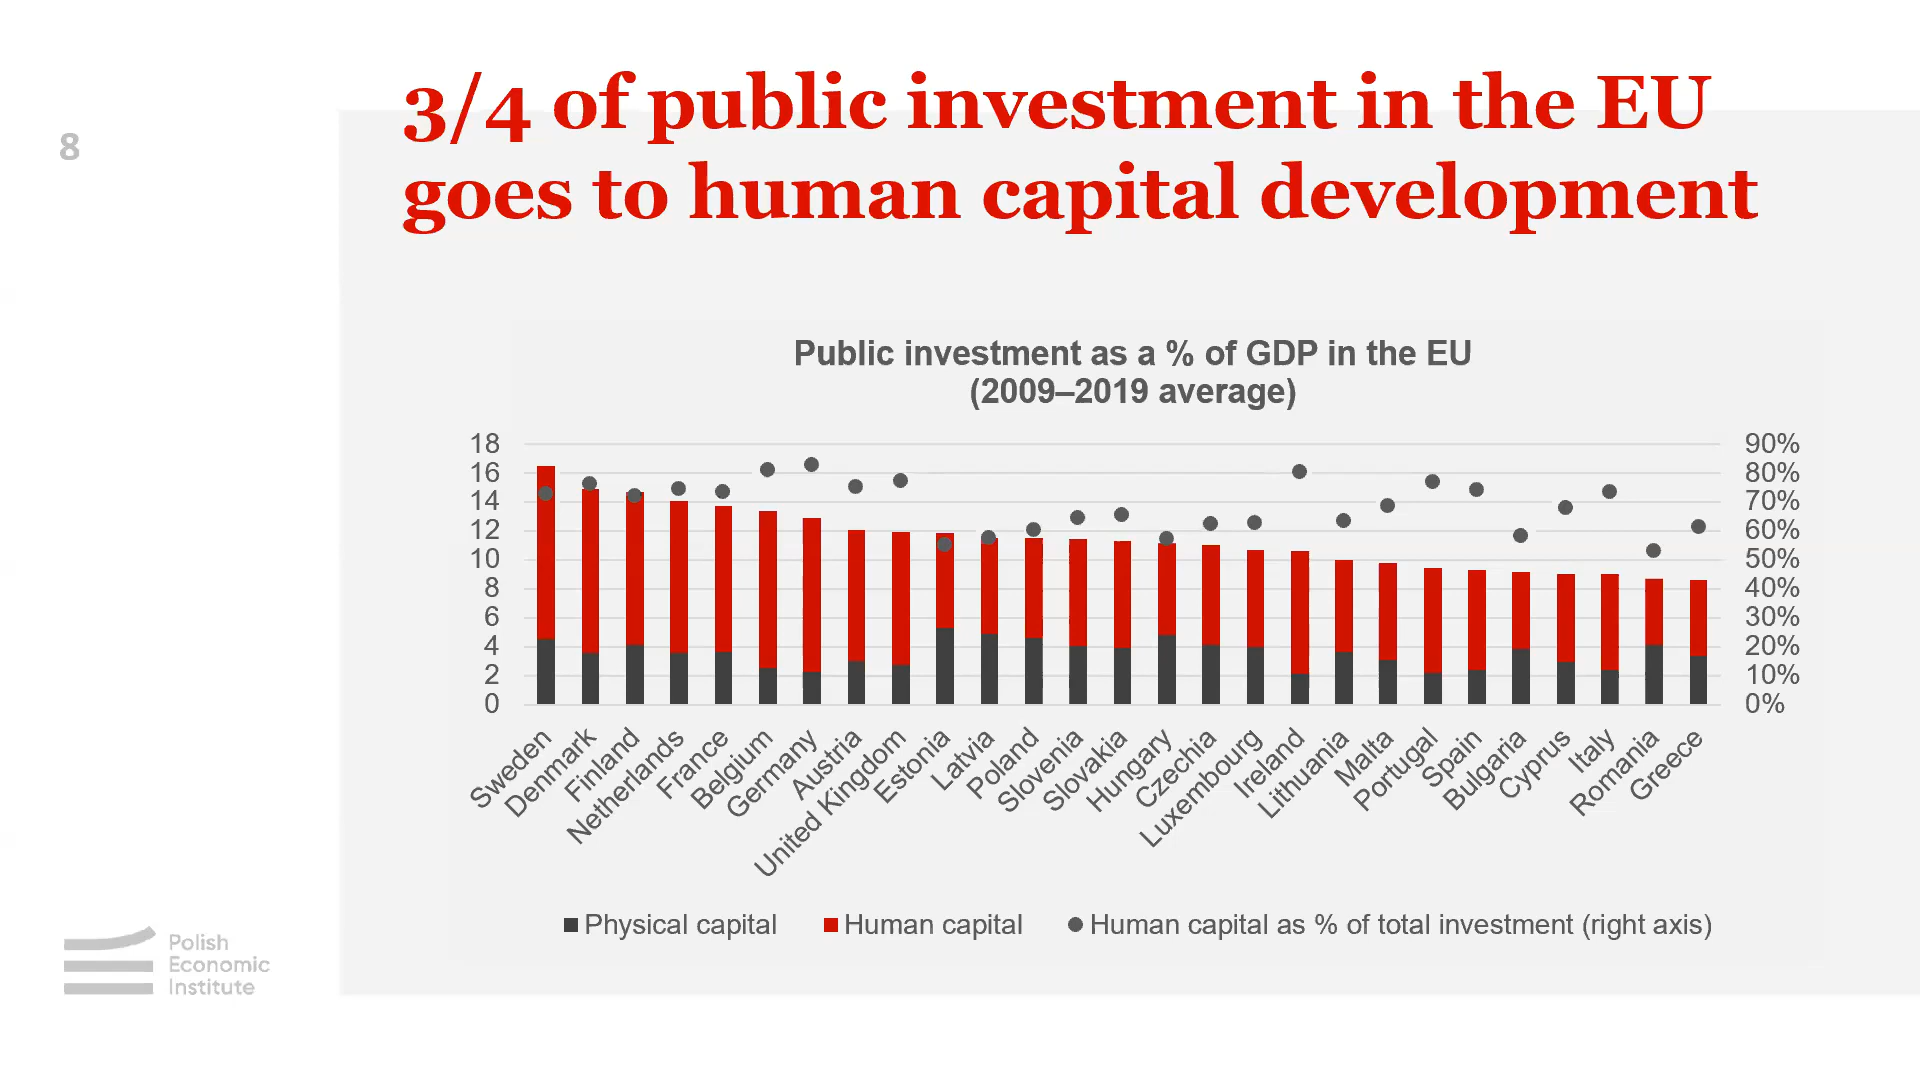 8
3/4 of public investment in the EU
goes to human capital development
Public investment as a % of GDP in the EU
(2009–2019 average)
18
16
14
12
10
8
6
4
2
0
90%
80%
70%
60%
50%
40%
30%
20%
10%
0%
Sweden
Denmark
Finland
Netherlands
France
Belgium
Germany
Austria
United Kingdom
Estonia
Latvia
Poland
Slovenia
Slovakia
Hungary
Czechia
Luxembourg
Ireland
Lithuania
Malta
Portugal
Spain
Bulgaria
Cyprus
Italy
Romania
Greece
Physical capital
Human capital
Human capital as % of total investment (right axis)
Polish
Economic
Institute